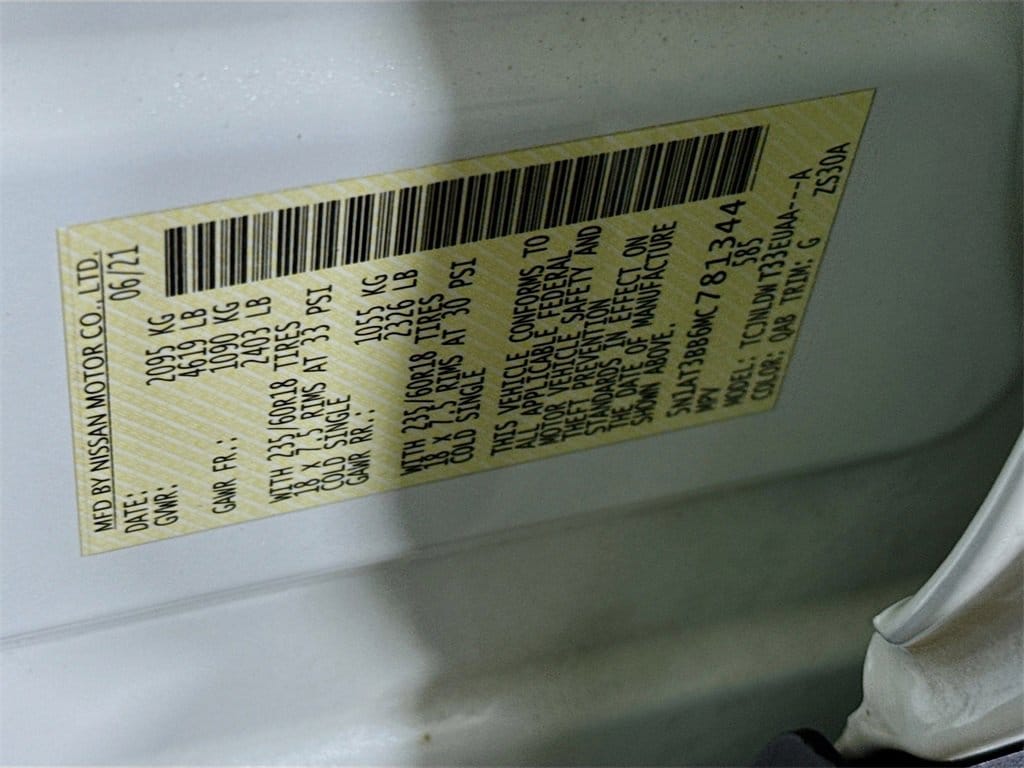 MFD BY NISSAN MOTOR CO., LTD.
DATE: 06/21
GVWR: 2095 KG
4619 LB
GAWR FR.: 1090 KG
2403 LB
WITH 235/60R18 TIRES
18 X 7.5 RIMS AT 33 PSI
COLD SINGLE
GAWR RR.: 1055 KG
2326 LB
WITH 235/60R18 TIRES
18 X 7.5 RIMS AT 30 PSI
COLD SINGLE
THIS VEHICLE CONFORMS TO
ALL APPLICABLE FEDERAL
MOTOR VEHICLE SAFETY AND
THEFT PREVENTION
STANDARDS IN EFFECT ON
THE DATE OF MANUFACTURE
SHOWN ABOVE.
5N1AT3BB6MC781344
MPV 585
MODEL: TCJNLDW T33EUAA---A
COLOR: QAB TRIM: G ZS30A